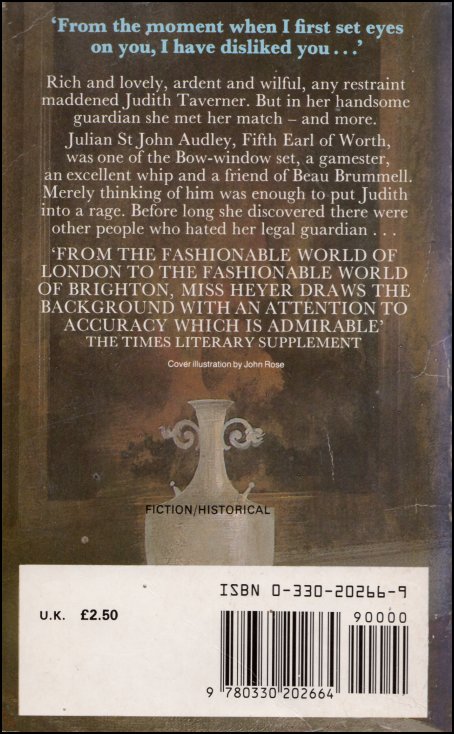 ‘From the moment when I first set eyes
on you, I have disliked you . . .’
Rich and lovely, ardent and wilful, any restraint
maddened Judith Taverner. But in her handsome
guardian she met her match – and more.
Julian St John Audley, Fifth Earl of Worth,
was one of the Bow-window set, a gamester,
an excellent whip and a friend of Beau Brummell.
Merely thinking of him was enough to put Judith
into a rage. Before long she discovered there were
other people who hated her legal guardian . . .
‘FROM THE FASHIONABLE WORLD OF
LONDON TO THE FASHIONABLE WORLD
OF BRIGHTON, MISS HEYER DRAWS THE
BACKGROUND WITH AN ATTENTION TO
ACCURACY WHICH IS ADMIRABLE’
THE TIMES LITERARY SUPPLEMENT
Cover illustration by John Rose
FICTION/HISTORICAL
ISBN 0-330-20266-9
U.K. £2.50
90000
9 780330 202664